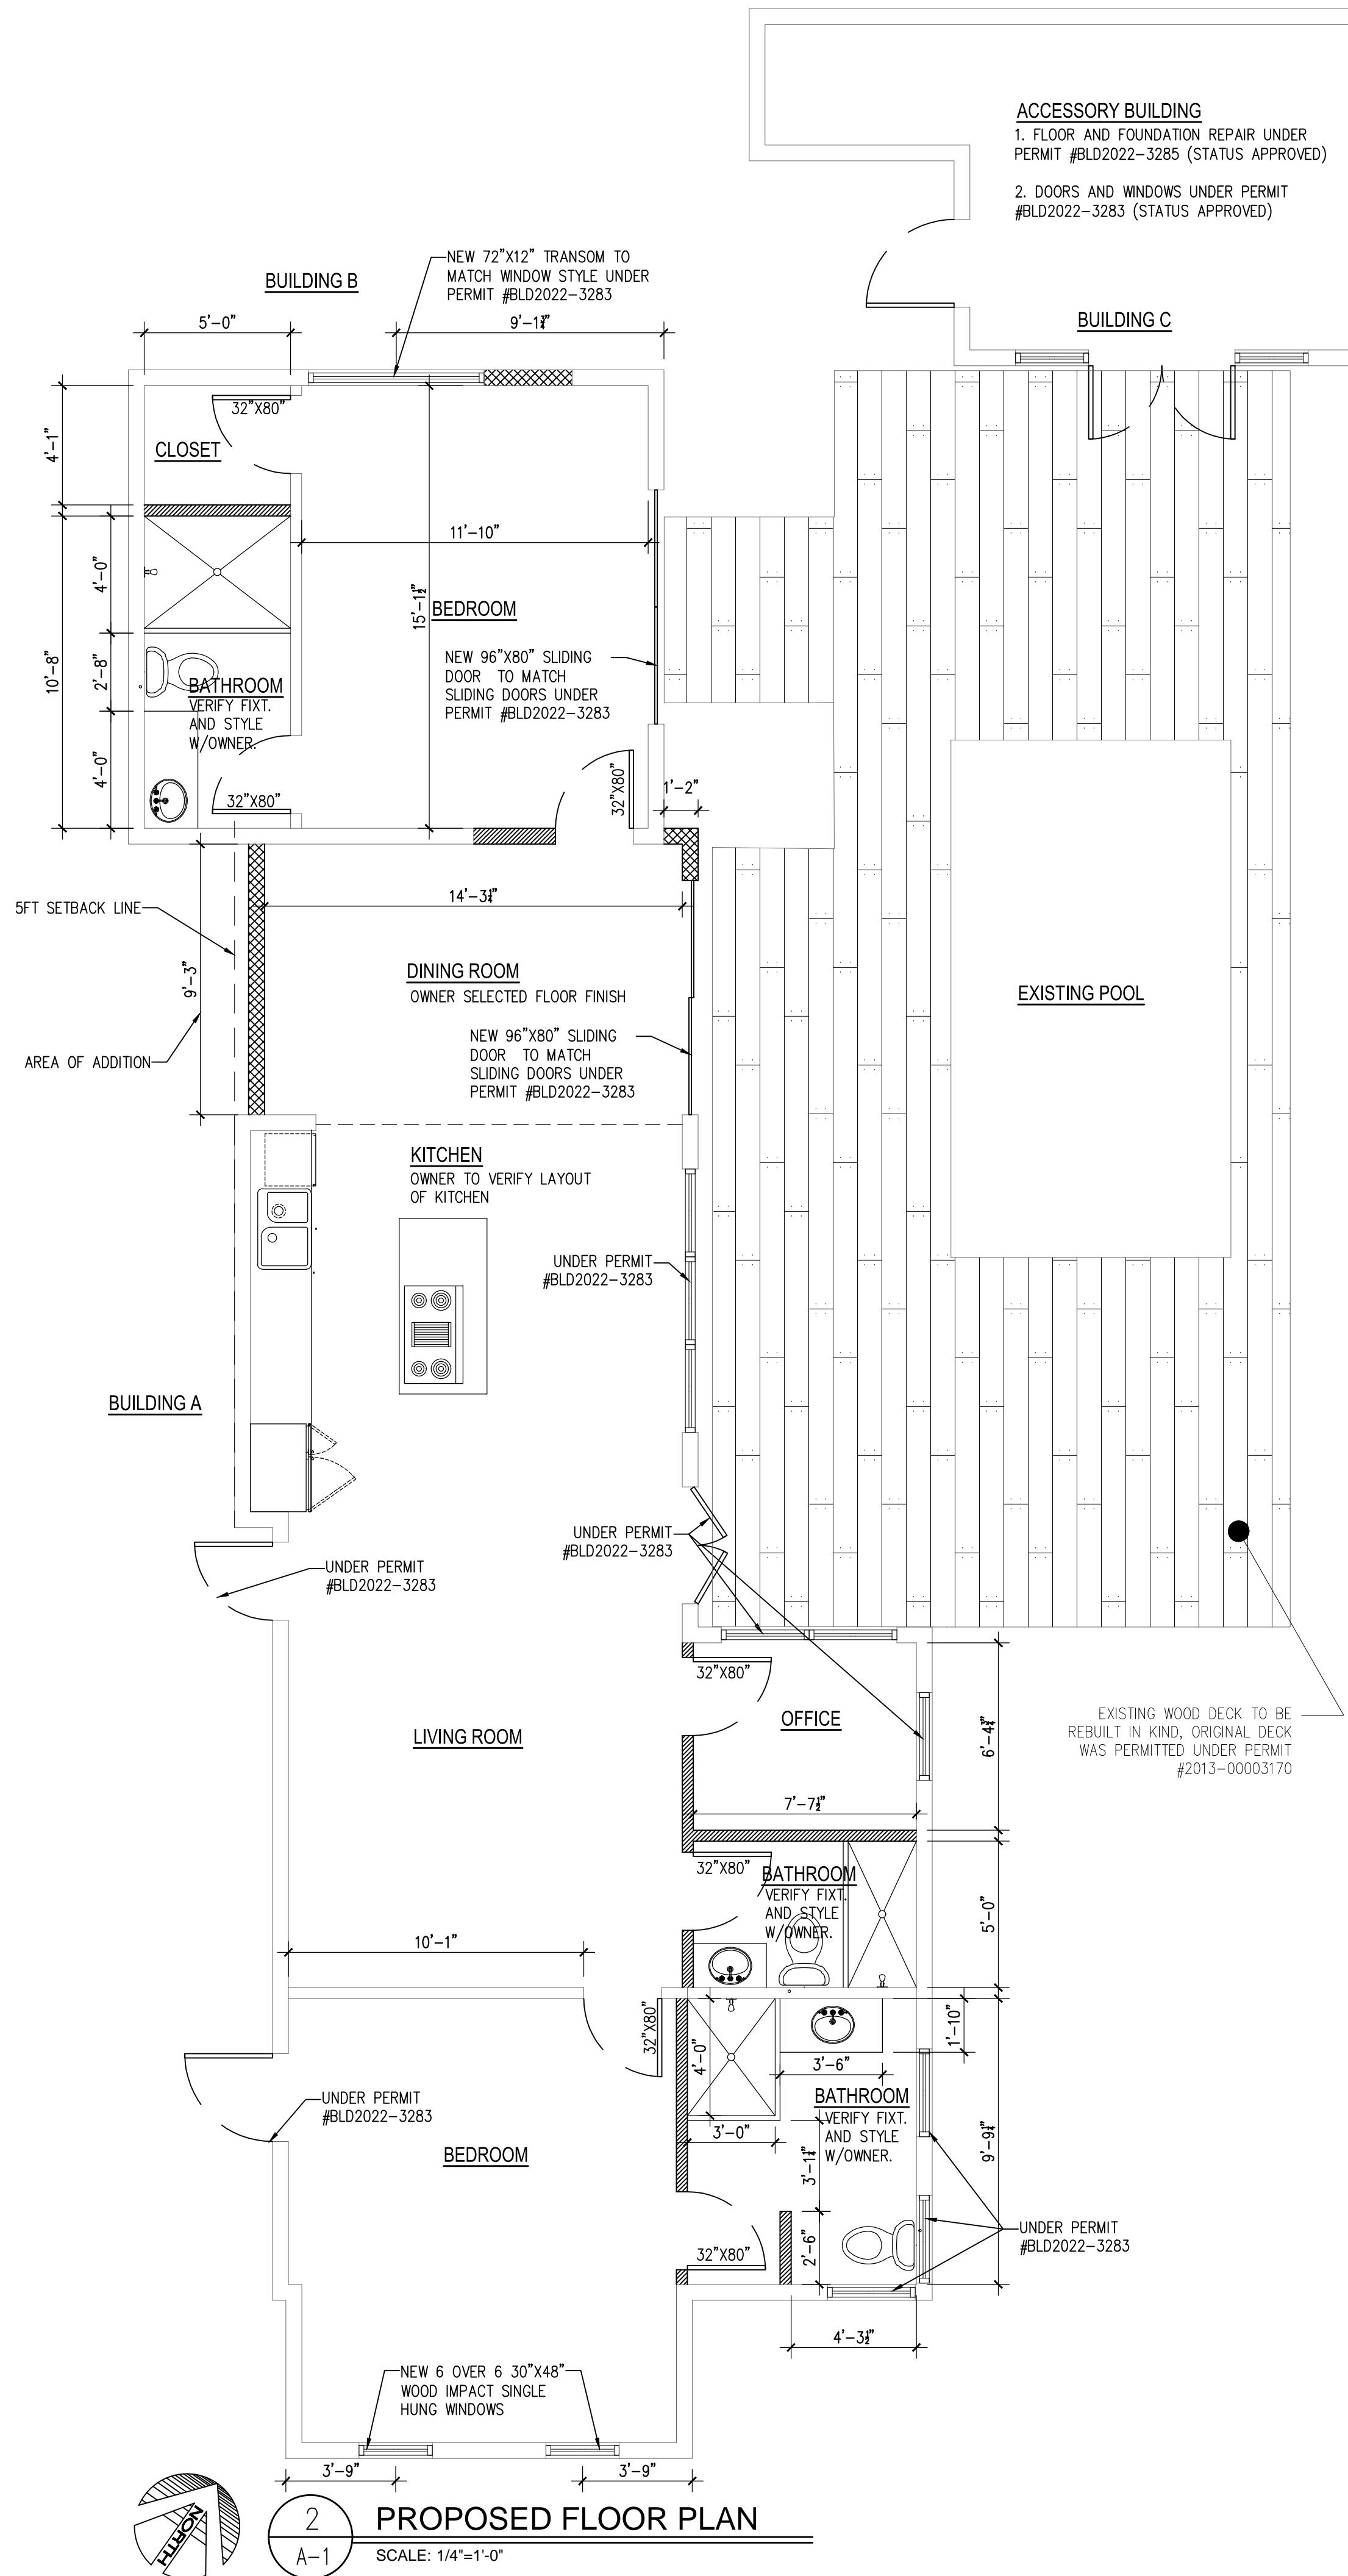 ACCESSORY BUILDING
1. FLOOR AND FOUNDATION REPAIR UNDER
PERMIT #BLD2022-3285 (STATUS APPROVED)
2. DOORS AND WINDOWS UNDER PERMIT
#BLD2022-3283 (STATUS APPROVED)
BUILDING B
NEW 72"X12" TRANSOM TO
MATCH WINDOW STYLE UNDER
PERMIT #BLD2022-3283
BUILDING C
5'-0"
32"X80"
4'-1"
CLOSET
11'-10"
4'-0"
15'-1½"
BEDROOM
10'-8"
2'-8"
NEW 96"X80" SLIDING
DOOR TO MATCH
SLIDING DOORS UNDER
PERMIT #BLD2022-3283
BATHROOM
VERIFY FIXT.
AND STYLE
W/OWNER.
4'-0"
32"X80"
32"X80"
1'-2"
14'-3¼"
5FT SETBACK LINE
9'-3"
DINING ROOM
OWNER SELECTED FLOOR FINISH
EXISTING POOL
NEW 96"X80" SLIDING
DOOR TO MATCH
SLIDING DOORS UNDER
PERMIT #BLD2022-3283
AREA OF ADDITION
KITCHEN
OWNER TO VERIFY LAYOUT
OF KITCHEN
UNDER PERMIT
#BLD2022-3283
BUILDING A
UNDER PERMIT
#BLD2022-3283
UNDER PERMIT
#BLD2022-3283
32"X80"
OFFICE
LIVING ROOM
6'-4¾"
EXISTING WOOD DECK TO BE
REBUILT IN KIND, ORIGINAL DECK
WAS PERMITTED UNDER PERMIT
#2013-00003170
7'-7½"
32"X80"
BATHROOM
VERIFY FIXT.
AND STYLE
W/OWNER.
5'-0"
10'-1"
32"X80"
4'-0"
1'-10"
3'-6"
BATHROOM
VERIFY FIXT.
AND STYLE
W/OWNER.
3'-0"
3'-1¼"
9'-9¼"
UNDER PERMIT
#BLD2022-3283
BEDROOM
32"X80"
2'-6"
UNDER PERMIT
#BLD2022-3283
4'-3½"
NEW 6 OVER 6 30"X48"
WOOD IMPACT SINGLE
HUNG WINDOWS
3'-9"
3'-9"
NORTH
2
A-1
PROPOSED FLOOR PLAN
SCALE: 1/4"=1'-0"